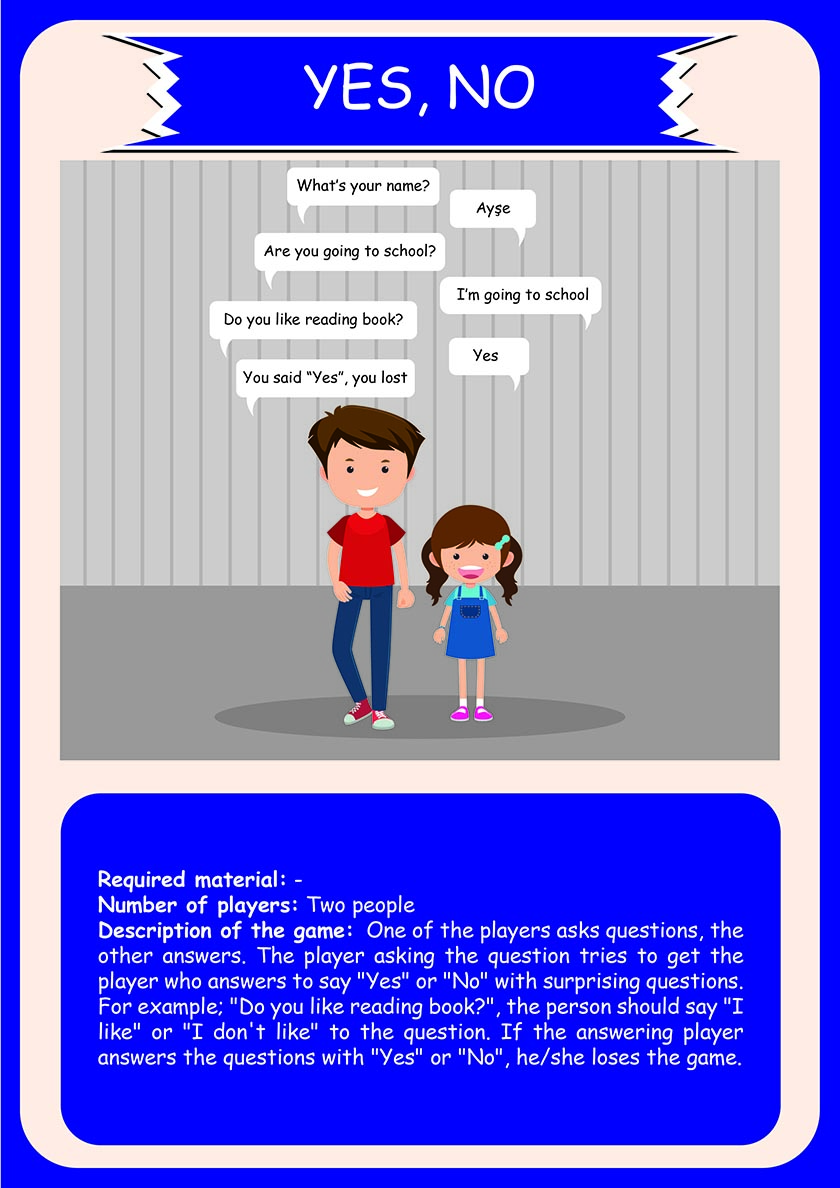 YES, NO
What's your name?
Ayşe
Are you going to school?
I'm going to school
Do you like reading book?
Yes
You said “Yes”, you lost
Required material: -
Number of players: Two people
Description of the game: One of the players asks questions, the
other answers. The player asking the question tries to get the
player who answers to say "Yes" or "No" with surprising questions.
For example; "Do you like reading book?", the person should say "I
like" or "I don't like" to the question. If the answering player
answers the questions with "Yes" or "No", he/she loses the game.